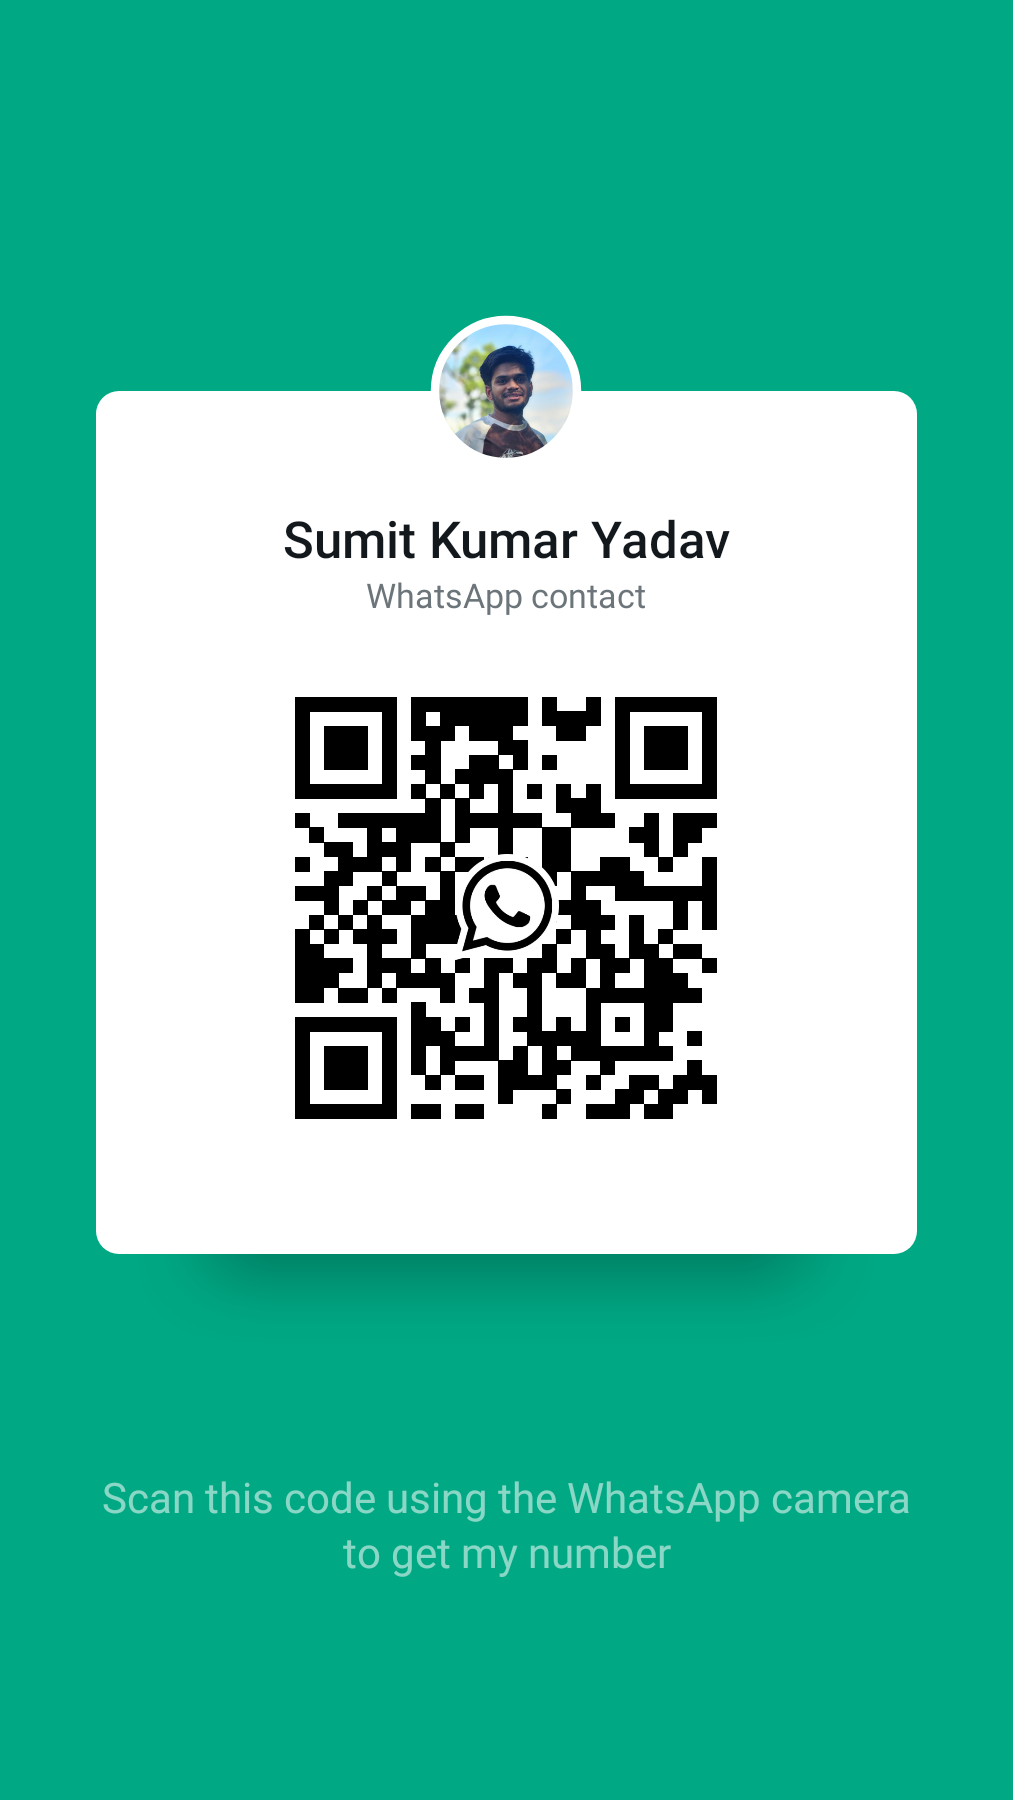 Sumit Kumar Yadav
WhatsApp contact
Scan this code using the WhatsApp camera
to get my number